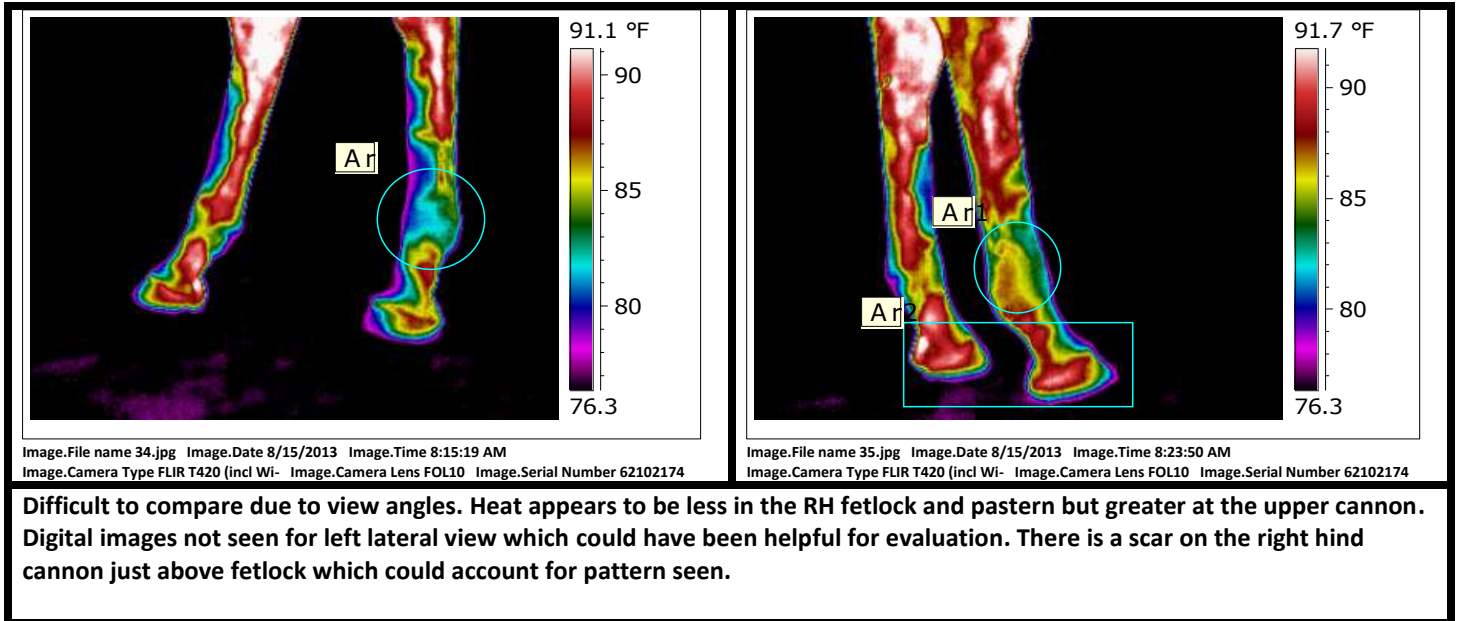 91.1 °F
90
85
80
76.3
Ar
Image.File name 34.jpg Image.Date 8/15/2013 Image.Time 8:15:19 AM
Image.Camera Type FLIR T420 (incl Wi- Image.Camera Lens FOL10 Image.Serial Number 62102174
91.7 °F
90
85
80
76.3
Ar1
Ar2
Image.File name 35.jpg Image.Date 8/15/2013 Image.Time 8:23:50 AM
Image.Camera Type FLIR T420 (incl Wi- Image.Camera Lens FOL10 Image.Serial Number 62102174
Difficult to compare due to view angles. Heat appears to be less in the RH fetlock and pastern but greater at the upper cannon.
Digital images not seen for left lateral view which could have been helpful for evaluation. There is a scar on the right hind
cannon just above fetlock which could account for pattern seen.